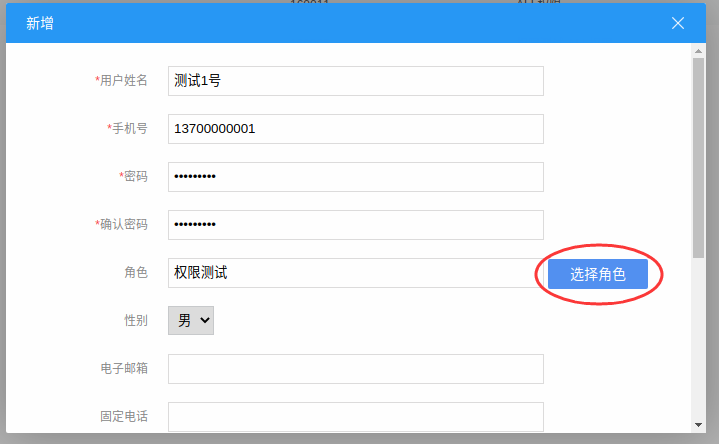 新增
*用户姓名 测试1号
*手机号 13700000001
*密码 •••••••••
*确认密码 •••••••••
角色 权限测试 选择角色
性别 男
电子邮箱
固定电话